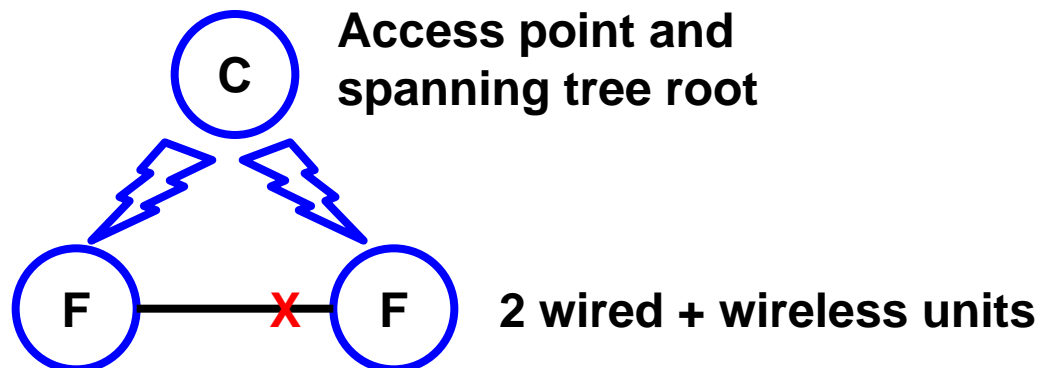 Access point and
C
spanning tree root
F
X
F
2 wired + wireless units